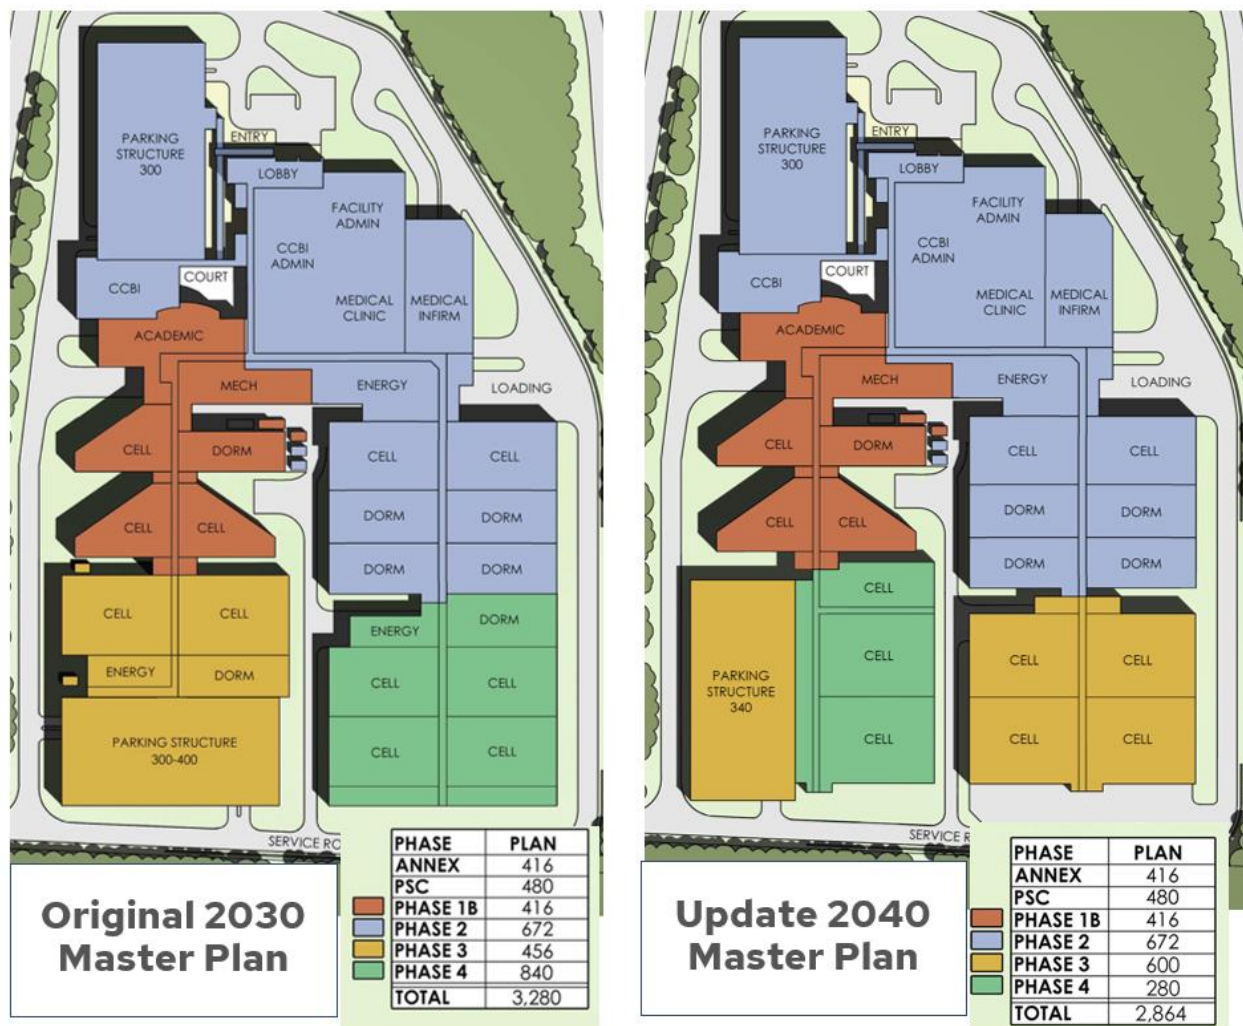 PARKING
STRUCTURE
300
ENTRY
LOBBY
FACILITY
ADMIN
CCBI
ADMIN
COURT
CCBI
MEDICAL
CLINIC
MEDICAL
INFIRM
ACADEMIC
MECH
ENERGY
LOADING
CELL
DORM
CELL
CELL
DORM
DORM
CELL
CELL
DORM
DORM
CELL
CELL
ENERGY
DORM
ENERGY
DORM
CELL
CELL
PARKING STRUCTURE
300-400
CELL
CELL
SERVICE RO
PHASE PLAN
ANNEX 416
PSC 480
PHASE 1B 416
PHASE 2 672
PHASE 3 456
PHASE 4 840
TOTAL 3,280
Original 2030
Master Plan
PARKING
STRUCTURE
300
ENTRY
LOBBY
FACILITY
ADMIN
CCBI
ADMIN
COURT
CCBI
MEDICAL
CLINIC
MEDICAL
INFIRM
ACADEMIC
MECH
ENERGY
LOADING
CELL
DORM
CELL
CELL
DORM
DORM
CELL
CELL
DORM
DORM
CELL
CELL
CELL
CELL
PARKING
STRUCTURE
340
CELL
CELL
CELL
SERVICE R
PHASE PLAN
ANNEX 416
PSC 480
PHASE 1B 416
PHASE 2 672
PHASE 3 600
PHASE 4 280
TOTAL 2,864
Update 2040
Master Plan